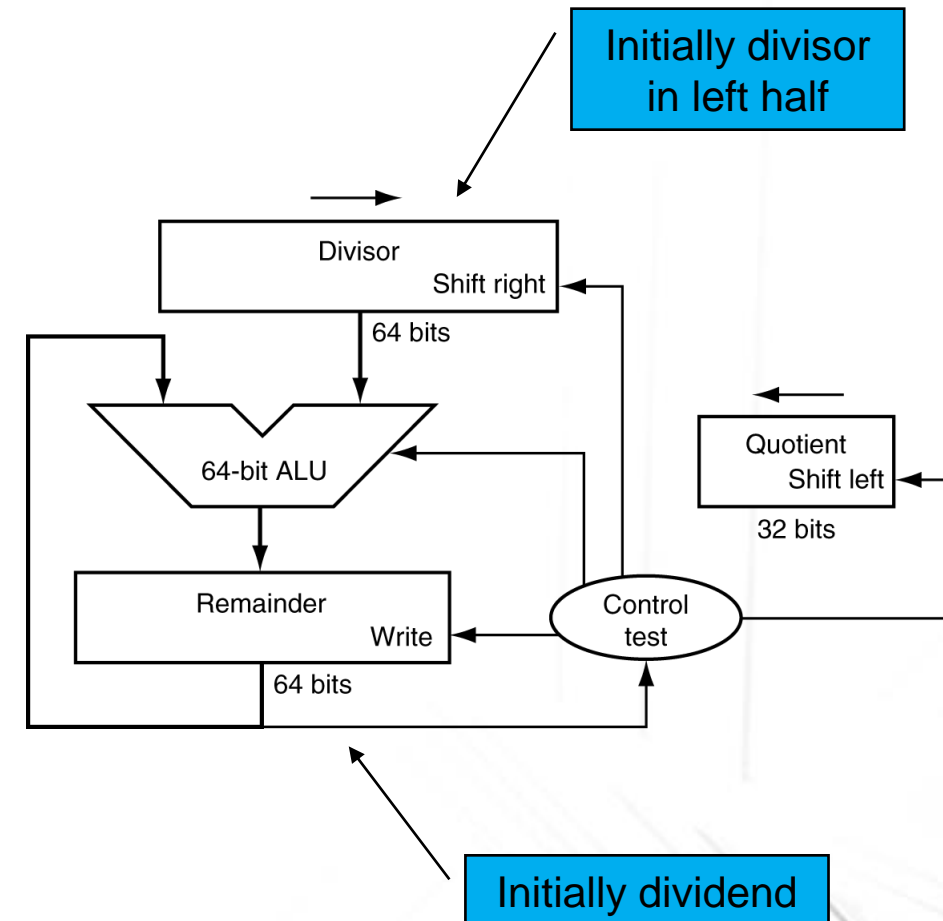 Initially divisor
in left half
Divisor
Shift right
64 bits
64-bit ALU
Quotient
Shift left
32 bits
Remainder
Write
Control
test
64 bits
Initially dividend